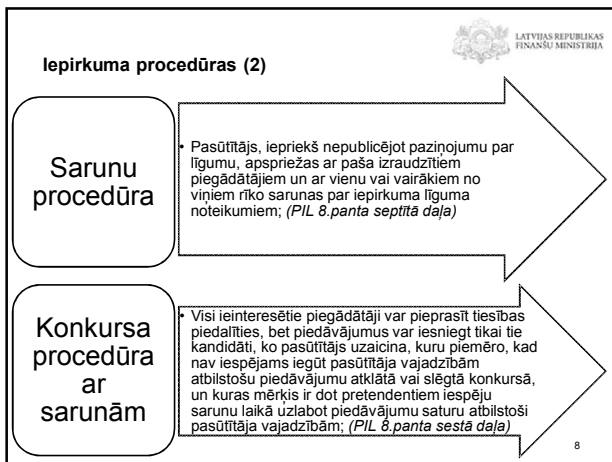 LATVIJAS REPUBLIKAS
FINANŠU MINISTRIJA
Iepirkuma procedūras (2)
Sarunu
procedūra
• Pasūtītājs, iepriekš nepublicējot paziņojumu par
līgumu, apspriežas ar paša izraudzītiem
piegādātājiem un ar vienu vai vairākiem no
viņiem rīko sarunas par iepirkuma līguma
noteikumiem; (PIL 8.panta septītā daļa)
Konkursa
procedūra
ar
sarunām
• Visi ieinteresētie piegādātāji var pieprasīt tiesības
piedalīties, bet piedāvājumus var iesniegt tikai tie
kandidāti, ko pasūtītājs uzaicina, kuru piemēro, kad
nav iespējams iegūt pasūtītāja vajadzībām
atbilstošu piedāvājumu atklātā vai slēgtā konkursā,
un kuras mērķis ir dot pretendentiem iespēju
sarunu laikā uzlabot piedāvājumu saturu atbilstoši
pasūtītāja vajadzībām; (PIL 8.panta sestā daļa)
8